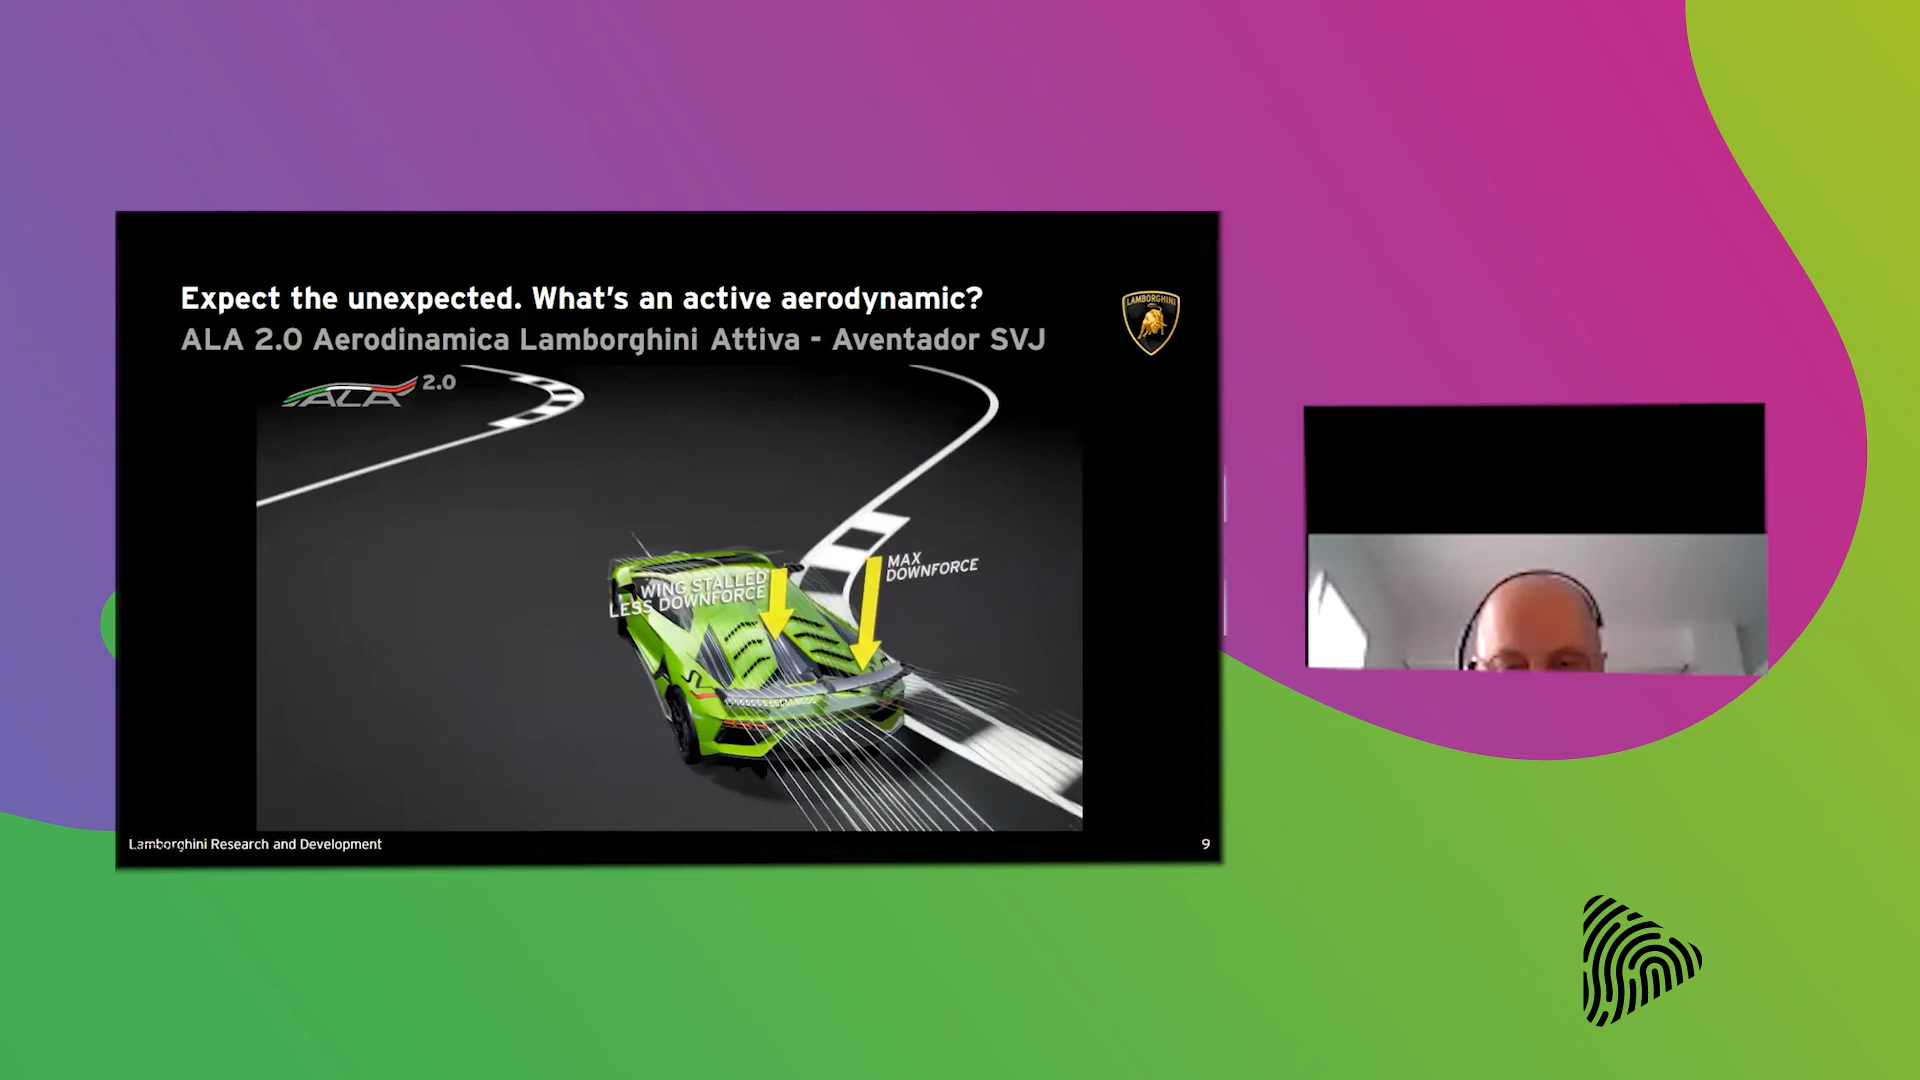 Expect the unexpected. What's an active aerodynamic?
ALA 2.0 Aerodinamica Lamborghini Attiva - Aventador SVJ
LAMBORGHINI
ALA 2.0
WING STALLED
LESS DOWNFORCE
MAX
DOWNFORCE
SV
Lamborghini Research and Development
9